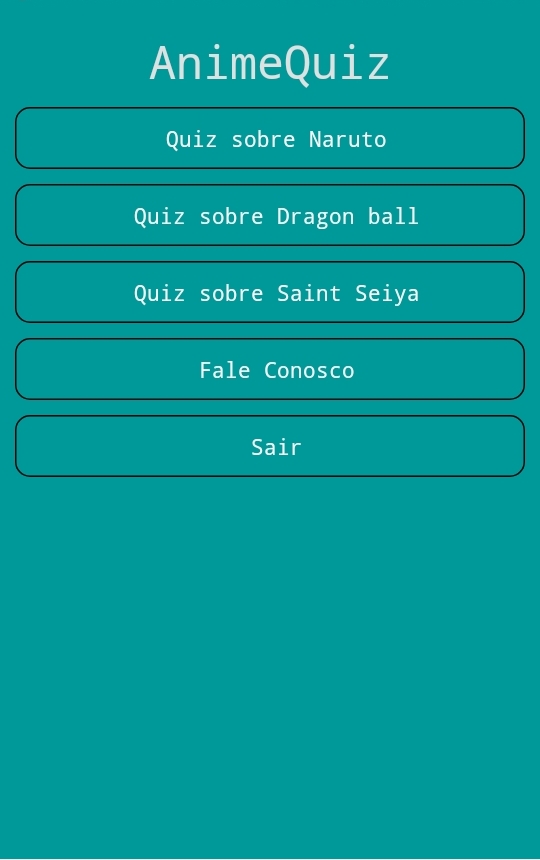 AnimeQuiz
Quiz sobre Naruto
Quiz sobre Dragon ball
Quiz sobre Saint Seiya
Fale Conosco
Sair